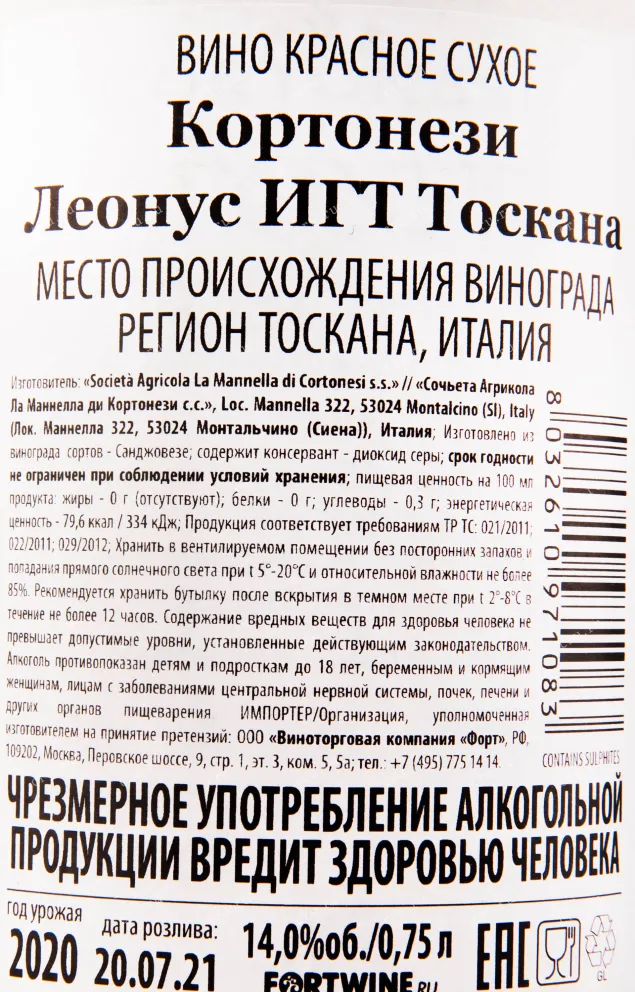 ВИНО КРАСНОЕ СУХОЕ
Кортонези
Леонус ИГТ Тоскана
МЕСТО ПРОИСХОЖДЕНИЯ ВИНОГРАДА
РЕГИОН ТОСКАНА, ИТАЛИЯ
Изготовитель: «Società Agricola La Mannella di Cortonesi s.s.» // «Сочьета Агрикола
Ла Маннелла ди Кортонези с.с.», Loc. Mannella 322, 53024 Montalcino (SI), Italy
(Лок. Маннелла 322, 53024 Монтальчино (Сиена)), Италия; Изготовлено из
винограда сортов - Санджовезе; содержит консервант - диоксид серы; срок годности
не ограничен при соблюдении условий хранения; пищевая ценность на 100 мл
продукта: жиры - 0 г (отсутствуют); белки - 0 г; углеводы - 0,3 г; энергетическая
ценность - 79,6 ккал / 334 кДж; Продукция соответствует требованиям ТР ТС: 021/2011;
022/2011; 029/2012; Хранить в вентилируемом помещении без посторонних запахов и
попадания прямого солнечного света при t 5°-20°С и относительной влажности не более
85%. Рекомендуется хранить бутылку после вскрытия в темном месте при t 2°-8°С в
течение не более 12 часов. Содержание вредных веществ для здоровья человека не
превышает допустимые уровни, установленные действующим законодательством.
Алкоголь противопоказан детям и подросткам до 18 лет, беременным и кормящим
женщинам, лицам с заболеваниями центральной нервной системы, почек, печени и
других органов пищеварения. ИМПОРТЕР/Организация, уполномоченная
изготовителем на принятие претензий: ООО «Виноторговая компания «Форт», РФ,
109202, Москва, Перовское шоссе, 9, стр. 1, эт. 3, ком. 5, 5а; тел.: +7 (495) 775 14 14.
8 032610 971083
CONTAINS SULPHITES
ЧРЕЗМЕРНОЕ УПОТРЕБЛЕНИЕ АЛКОГОЛЬНОЙ
ПРОДУКЦИИ ВРЕДИТ ЗДОРОВЬЮ ЧЕЛОВЕКА
год урожая
2020
дата розлива:
20.07.21
14,0%об./0,75 л
FORTWINE.RU
EAC
GL